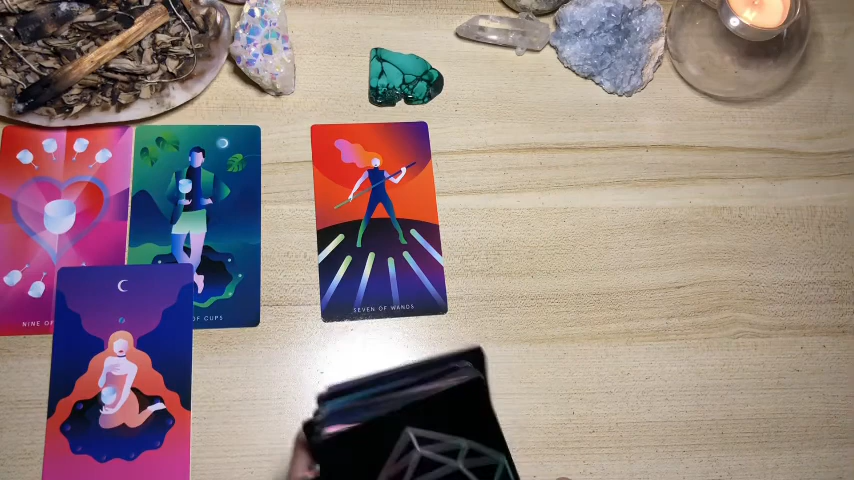 NINE OF
OF CUPS
SEVEN OF WANDS